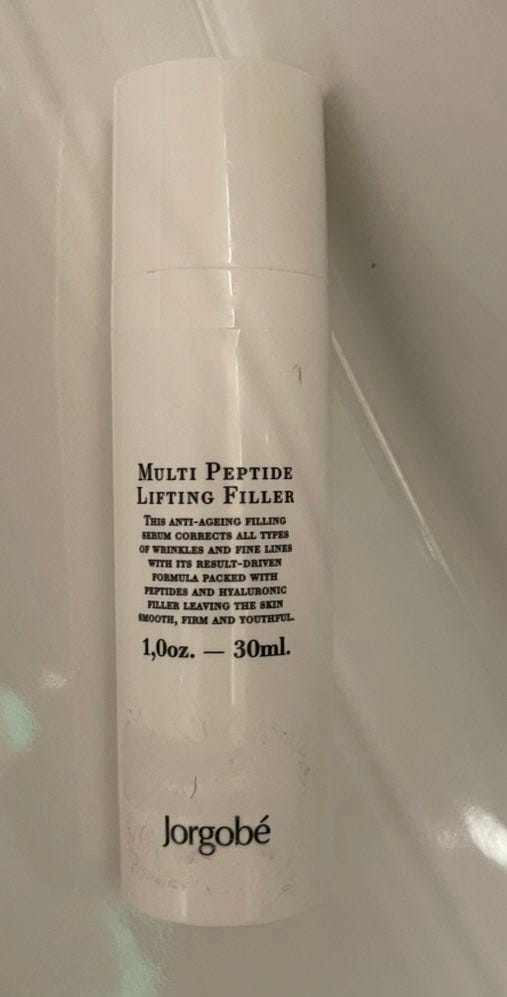 MULTI PEPTIDE
LIFTING FILLER
THIS ANTI-AGEING FILLING
SERUM CORRECTS ALL TYPES
OF WRINKLES AND FINE LINES
WITH ITS RESULT-DRIVEN
FORMULA PACKED WITH
PEPTIDES AND HYALURONIC
FILLER LEAVING THE SKIN
SMOOTH, FIRM AND YOUTHFUL.
1,0oz. — 30ml.
Jorgobé